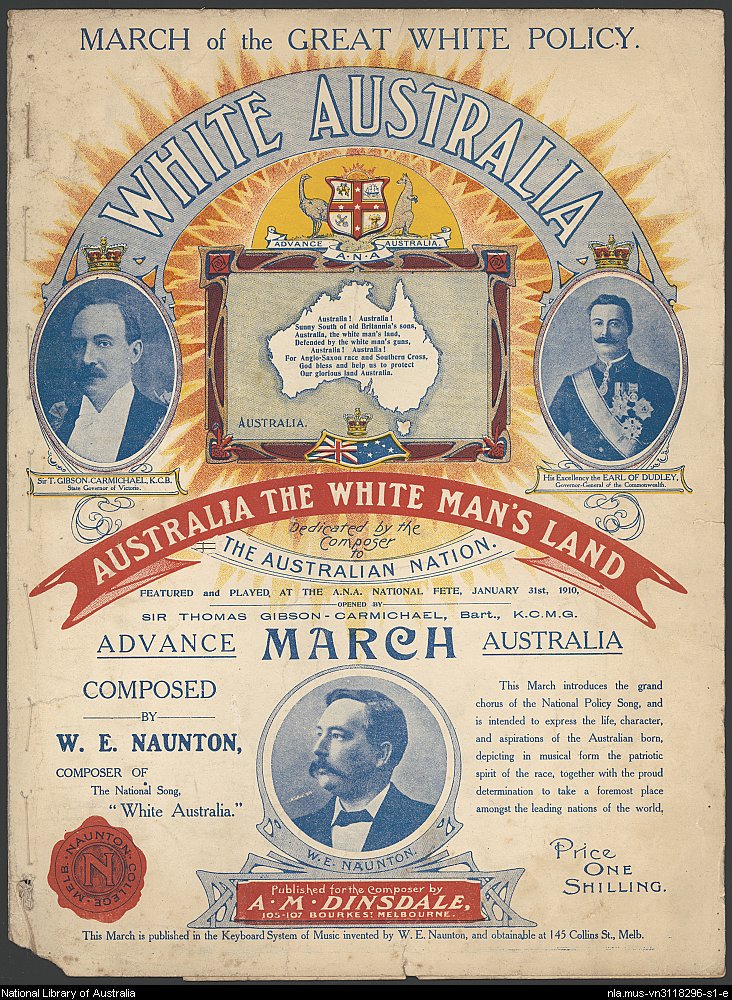 MARCH of the GREAT WHITE POLICY.
WHITE AUSTRALIA
ADVANCE AUSTRALIA.
A·N·A
Australia! Australia!
Sunny South of old Britannia's sons,
Australia, the white man's land,
Defended by the white man's guns,
Australia! Australia!
For Anglo-Saxon race and Southern Cross,
God bless and help us to protect
Our glorious land Australia.
AUSTRALIA.
Sir T. GIBSON-CARMICHAEL, K.C.B.
State Governor of Victoria.
His Excellency the EARL OF DUDLEY,
Governor-General of the Commonwealth.
AUSTRALIA THE WHITE MAN'S LAND
Dedicated by the
Composer
to
THE AUSTRALIAN NATION.
FEATURED and PLAYED AT THE A.N.A. NATIONAL FETE, JANUARY 31st, 1910,
OPENED BY
SIR THOMAS GIBSON-CARMICHAEL, Bart., K.C.M.G.
ADVANCE MARCH AUSTRALIA
COMPOSED
BY
W. E. NAUNTON,
COMPOSER OF
The National Song,
"White Australia."
This March introduces the grand
chorus of the National Policy Song, and
is intended to express the life, character,
and aspirations of the Australian born,
depicting in musical form the patriotic
spirit of the race, together with the proud
determination to take a foremost place
amongst the leading nations of the world,
W. E. NAUNTON.
NAUNTON COLLEGE MELB.
N
Price
ONE
SHILLING.
Published for the Composer by
A·M·DINSDALE,
105-107 BOURKE ST MELBOURNE.
This March is published in the Keyboard System of Music invented by W. E. Naunton, and obtainable at 145 Collins St., Melb.
National Library of Australia
nla.mus-vn3118296-s1-e